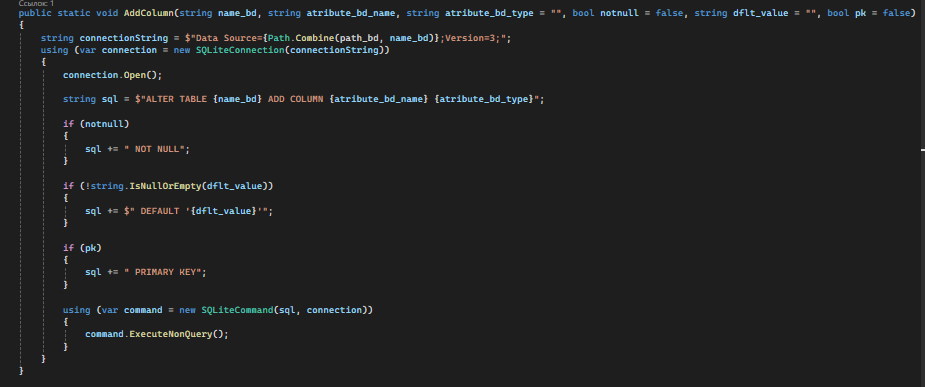 Ссылок: 1
public static void AddColumn(string name_bd, string atribute_bd_name, string atribute_bd_type = "", bool notnull = false, string dflt_value = "", bool pk = false)
{
string connectionString = $"Data Source={Path.Combine(path_bd, name_bd)};Version=3;";
using (var connection = new SQLiteConnection(connectionString))
{
connection.Open();
string sql = $"ALTER TABLE {name_bd} ADD COLUMN {atribute_bd_name} {atribute_bd_type}";
if (notnull)
{
sql += " NOT NULL";
}
if (!string.IsNullOrEmpty(dflt_value))
{
sql += $" DEFAULT '{dflt_value}'";
}
if (pk)
{
sql += " PRIMARY KEY";
}
using (var command = new SQLiteCommand(sql, connection))
{
command.ExecuteNonQuery();
}
}
}